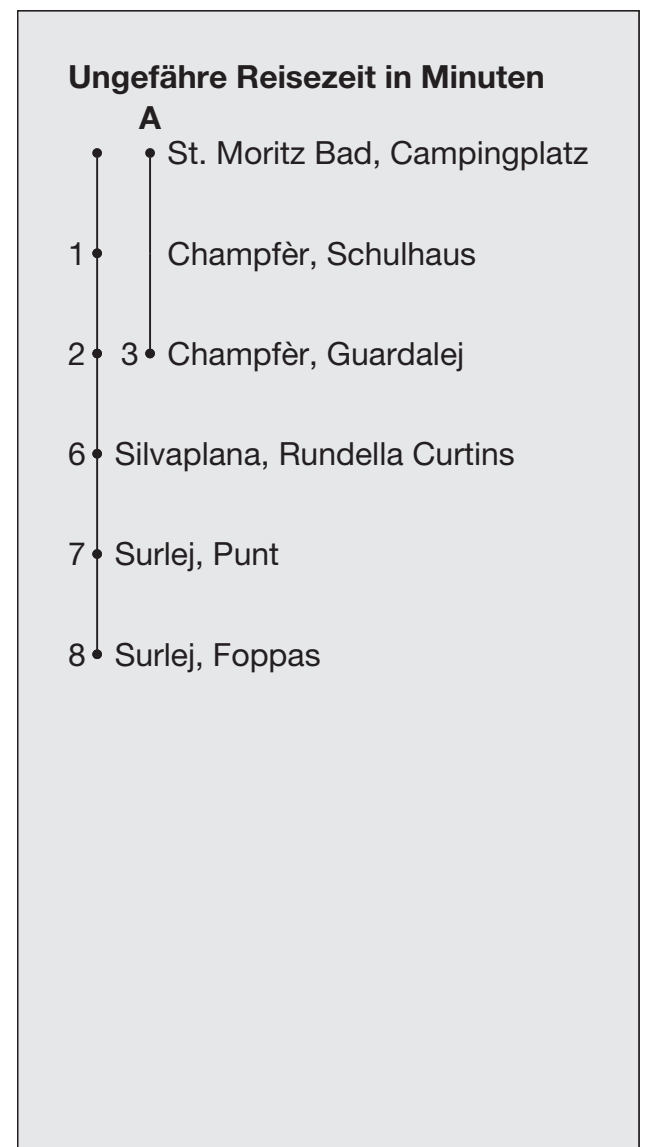 Ungefähre Reisezeit in Minuten
A
St. Moritz Bad, Campingplatz
1 Champfèr, Schulhaus
2 3 Champfèr, Guardalej
6 Silvaplana, Rundella Curtins
7 Surlej, Punt
8 Surlej, Foppas